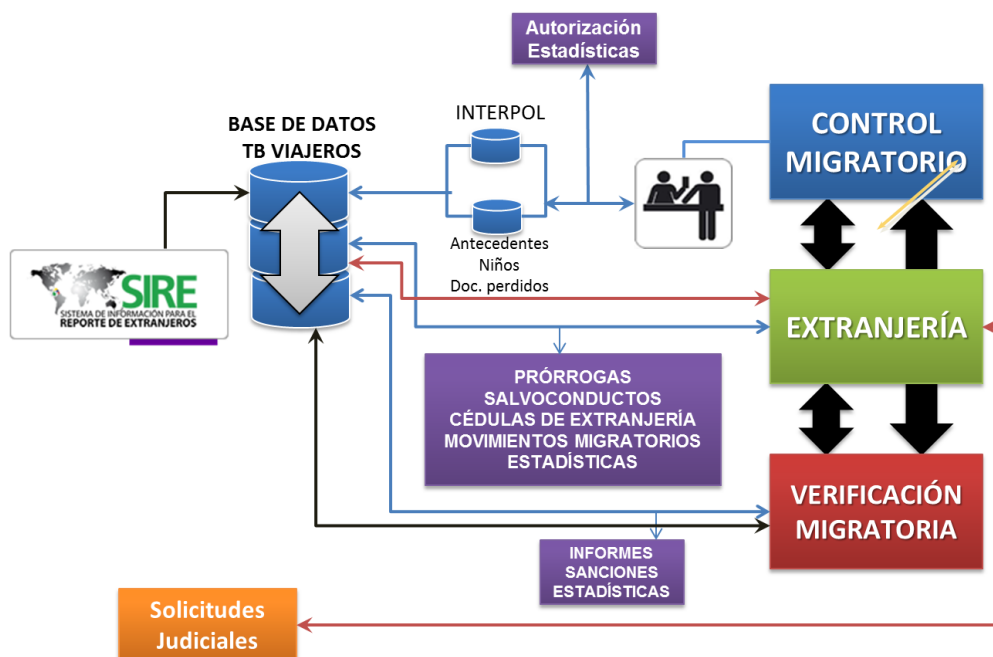 Autorización
Estadísticas
INTERPOL
BASE DE DATOS
TB VIAJEROS
CONTROL
MIGRATORIO
Antecedentes
Niños
Doc. perdidos
SIRE
SISTEMA DE INFORMACIÓN PARA EL
REPORTE DE EXTRANJEROS
EXTRANJERÍA
PRÓRROGAS
SALVOCONDUCTOS
CÉDULAS DE EXTRANJERÍA
MOVIMIENTOS MIGRATORIOS
ESTADÍSTICAS
VERIFICACIÓN
MIGRATORIA
INFORMES
SANCIONES
ESTADÍSTICAS
Solicitudes
Judiciales